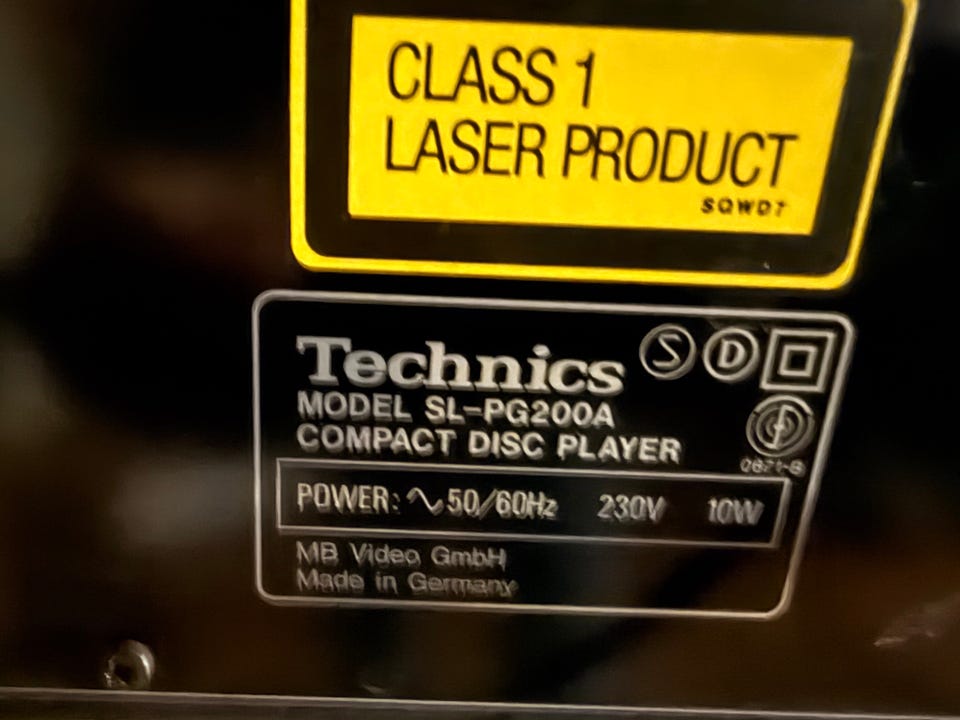 CLASS 1
LASER PRODUCT
SQWD7
Technics S D
MODEL SL-PG200A
COMPACT DISC PLAYER
POWER: ∿50/60Hz 230V 10W
MB Video GmbH
Made in Germany